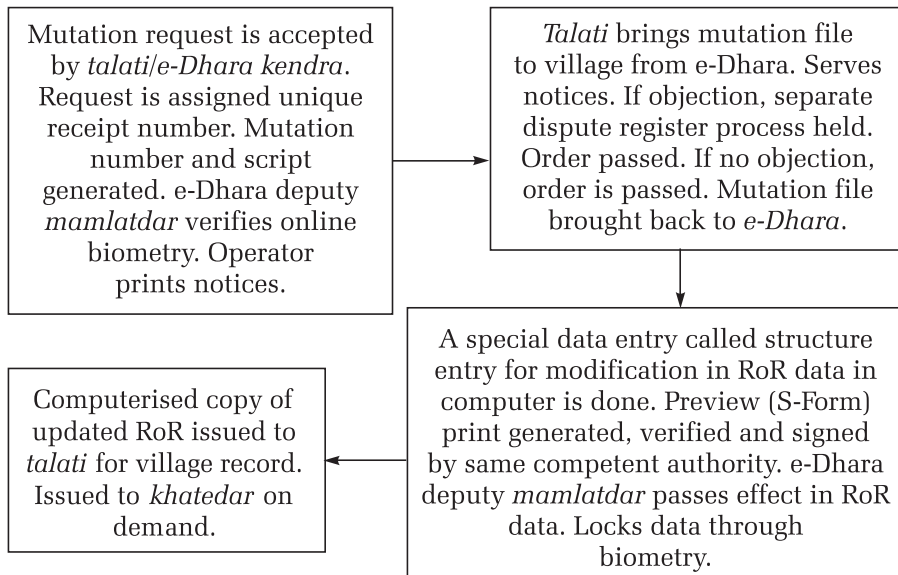 Mutation request is accepted
by talati/e-Dhara kendra.
Request is assigned unique
receipt number. Mutation
number and script
generated. e-Dhara deputy
mamlatdar verifies online
biometry. Operator
prints notices.
Talati brings mutation file
to village from e-Dhara. Serves
notices. If objection, separate
dispute register process held.
Order passed. If no objection,
order is passed. Mutation file
brought back to e-Dhara.
A special data entry called structure
entry for modification in RoR data in
computer is done. Preview (S-Form)
print generated, verified and signed
by same competent authority. e-Dhara
deputy mamlatdar passes effect in RoR
data. Locks data through
biometry.
Computerised copy of
updated RoR issued to
talati for village record.
Issued to khatedar on
demand.